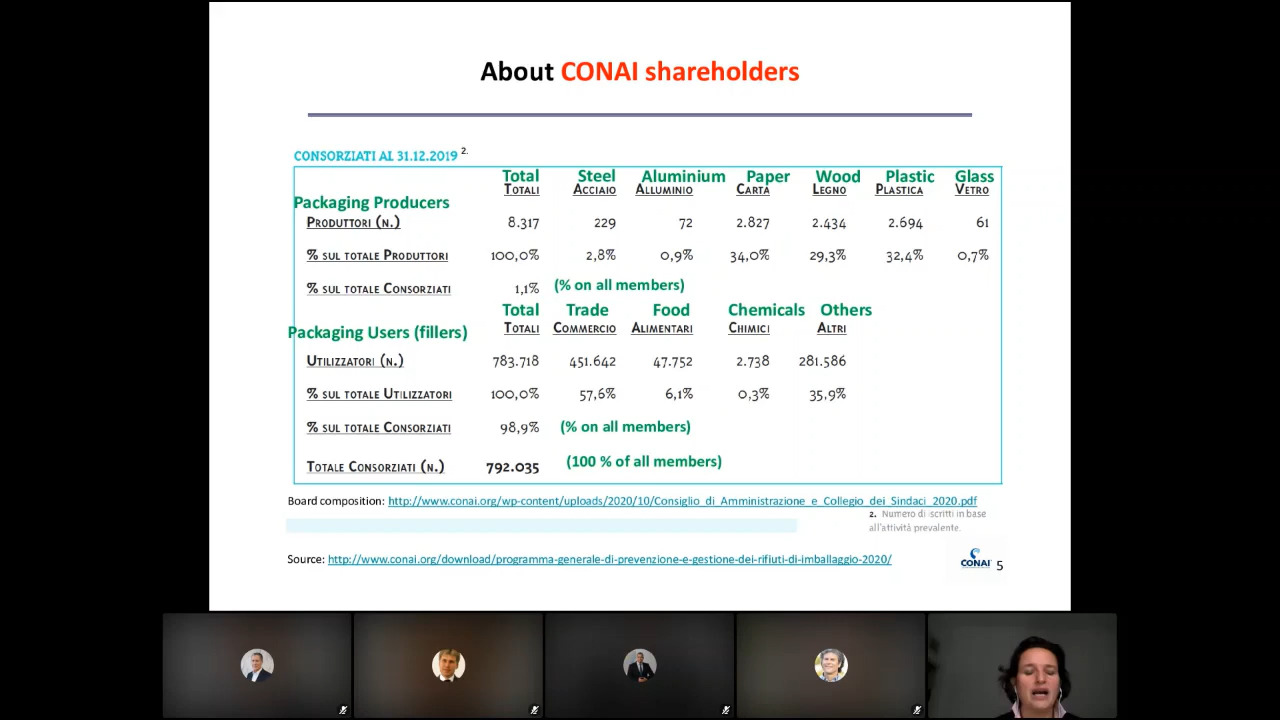 About CONAI shareholders
CONSORZIATI AL 31.12.2019 2.
Total Steel Aluminium Paper Wood Plastic Glass
TOTALI ACCIAIO ALLUMINIO CARTA LEGNO PLASTICA VETRO
Packaging Producers
PRODUTTORI (N.) 8.317 229 72 2.827 2.434 2.694 61
% SUL TOTALE PRODUTTORI 100,0% 2,8% 0,9% 34,0% 29,3% 32,4% 0,7%
% SUL TOTALE CONSORZIATI 1,1% (% on all members)
Total Trade Food Chemicals Others
TOTALI COMMERCIO ALIMENTARI CHIMICI ALTRI
Packaging Users (fillers)
UTILIZZATORI (N.) 783.718 451.642 47.752 2.738 281.586
% SUL TOTALE UTILIZZATORI 100,0% 57,6% 6,1% 0,3% 35,9%
% SUL TOTALE CONSORZIATI 98,9% (% on all members)
TOTALE CONSORZIATI (N.) 792.035 (100 % of all members)
Board composition: http://www.conai.org/wp-content/uploads/2020/10/Consiglio_di_Amministrazione_e_Collegio_dei_Sindaci_2020.pdf
2. Numero di iscritti in base
all'attività prevalente.
Source: http://www.conai.org/download/programma-generale-di-prevenzione-e-gestione-dei-rifiuti-di-imballaggio-2020/
CONAI 5